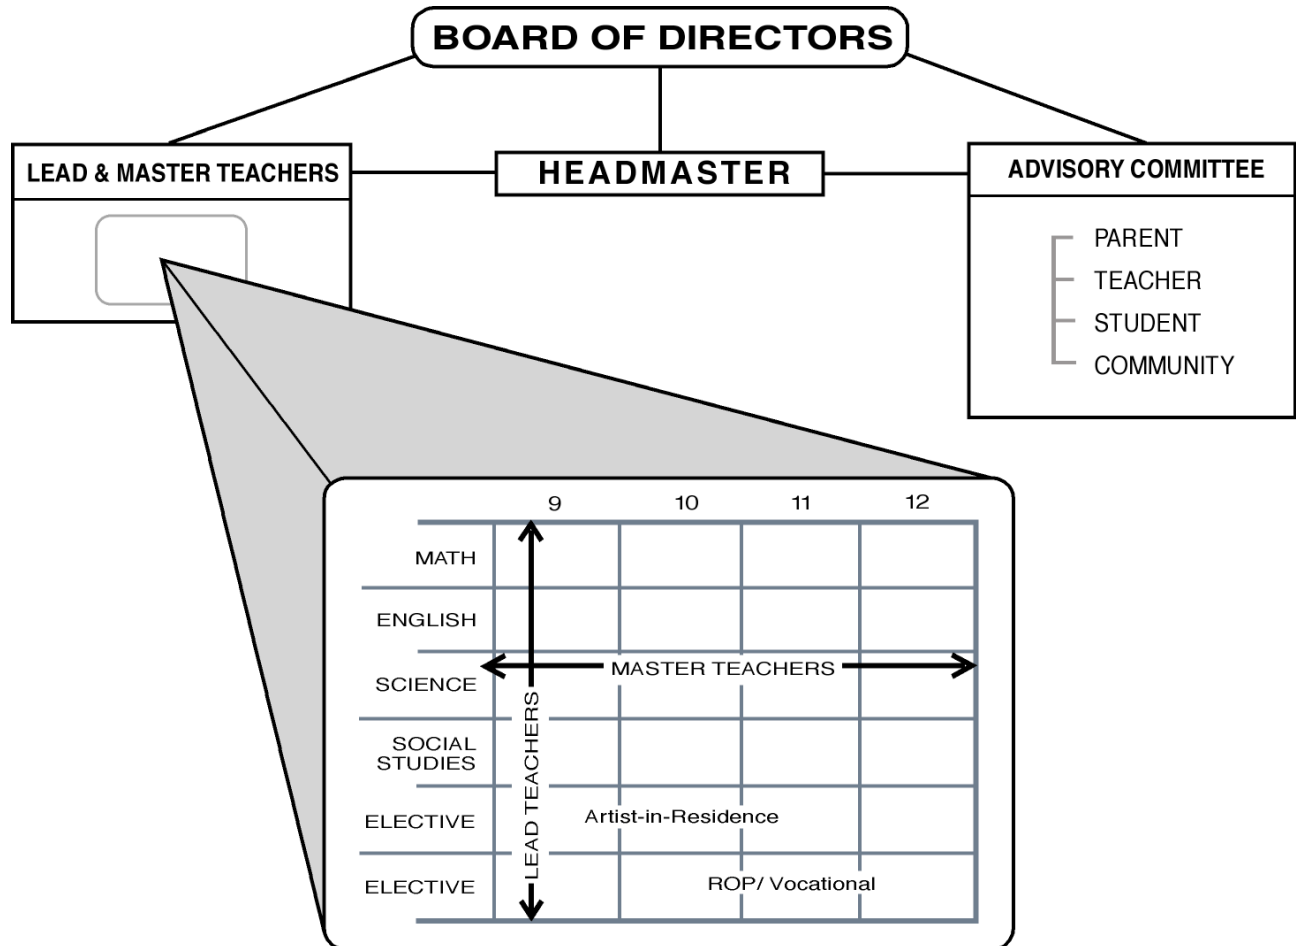 BOARD OF DIRECTORS
LEAD & MASTER TEACHERS
HEADMASTER
ADVISORY COMMITTEE
PARENT
TEACHER
STUDENT
COMMUNITY
9 10 11 12
MATH
ENGLISH
MASTER TEACHERS
SCIENCE
LEAD TEACHERS
SOCIAL
STUDIES
ELECTIVE Artist-in-Residence
ELECTIVE ROP/ Vocational